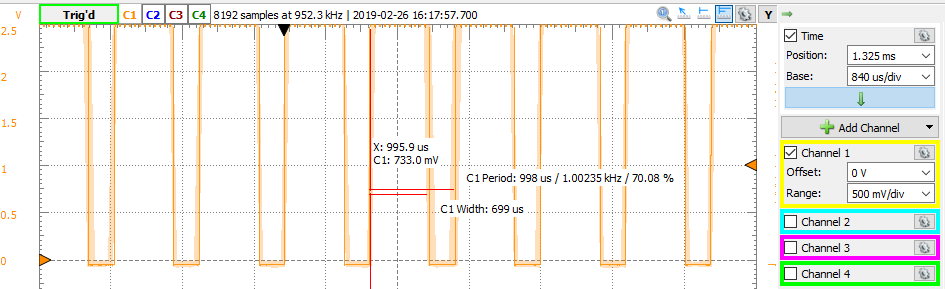 V Trig'd C1 C2 C3 C4 8192 samples at 952.3 kHz | 2019-02-26 16:17:57.700 Y
2.5
2
1.5
1
0.5
0
X: 995.9 us
C1: 733.0 mV
C1 Period: 998 us / 1.00235 kHz / 70.08 %
C1 Width: 699 us
Time
Position: 1.325 ms
Base: 840 us/div
Add Channel
Channel 1
Offset: 0 V
Range: 500 mV/div
Channel 2
Channel 3
Channel 4